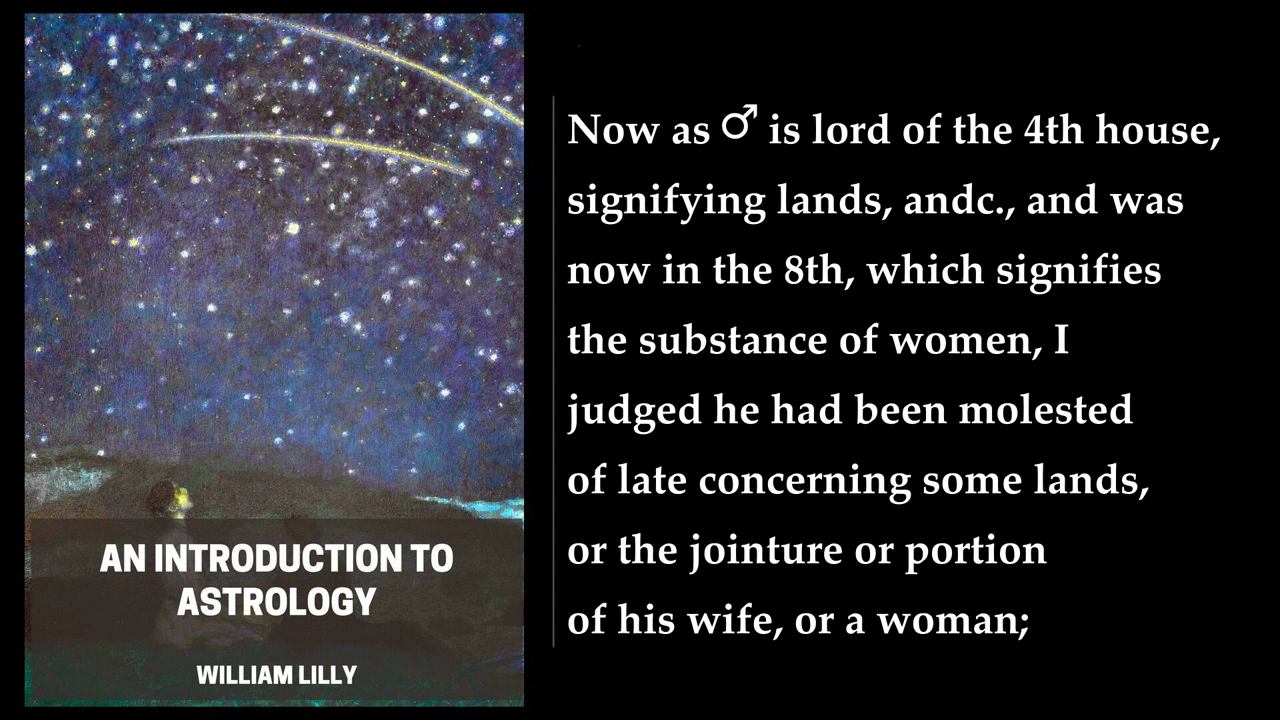 AN INTRODUCTION TO
ASTROLOGY
WILLIAM LILLY
Now as ♂ is lord of the 4th house,
signifying lands, andc., and was
now in the 8th, which signifies
the substance of women, I
judged he had been molested
of late concerning some lands,
or the jointure or portion
of his wife, or a woman;